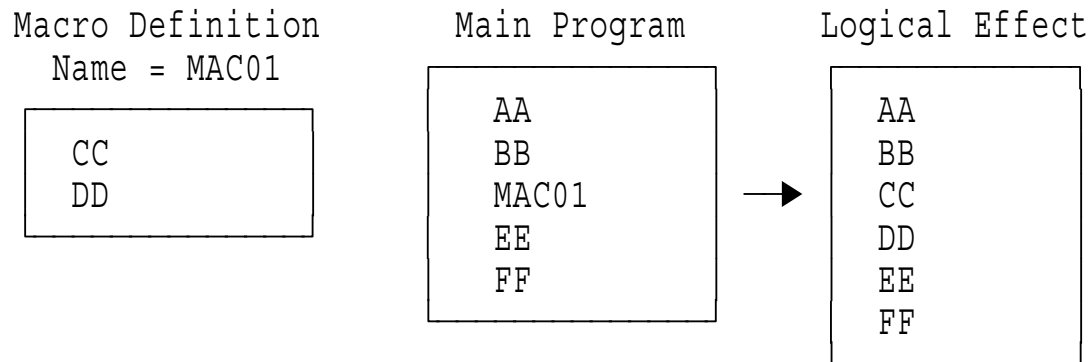 Macro Definition
Name = MAC01
CC
DD
Main Program
AA
BB
MAC01
EE
FF
Logical Effect
AA
BB
CC
DD
EE
FF